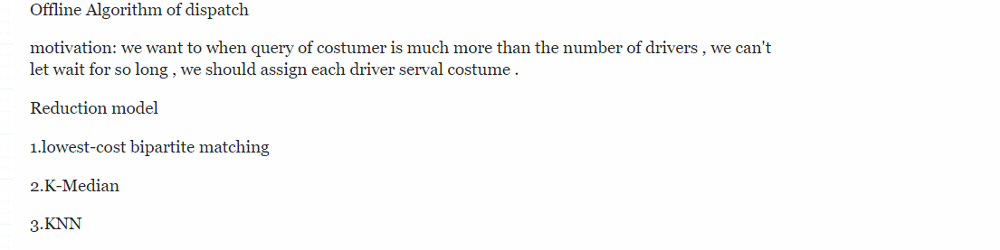 Offline Algorithm of dispatch
motivation: we want to when query of costumer is much more than the number of drivers , we can't
let wait for so long , we should assign each driver serval costume .
Reduction model
1.lowest-cost bipartite matching
2.K-Median
3.KNN